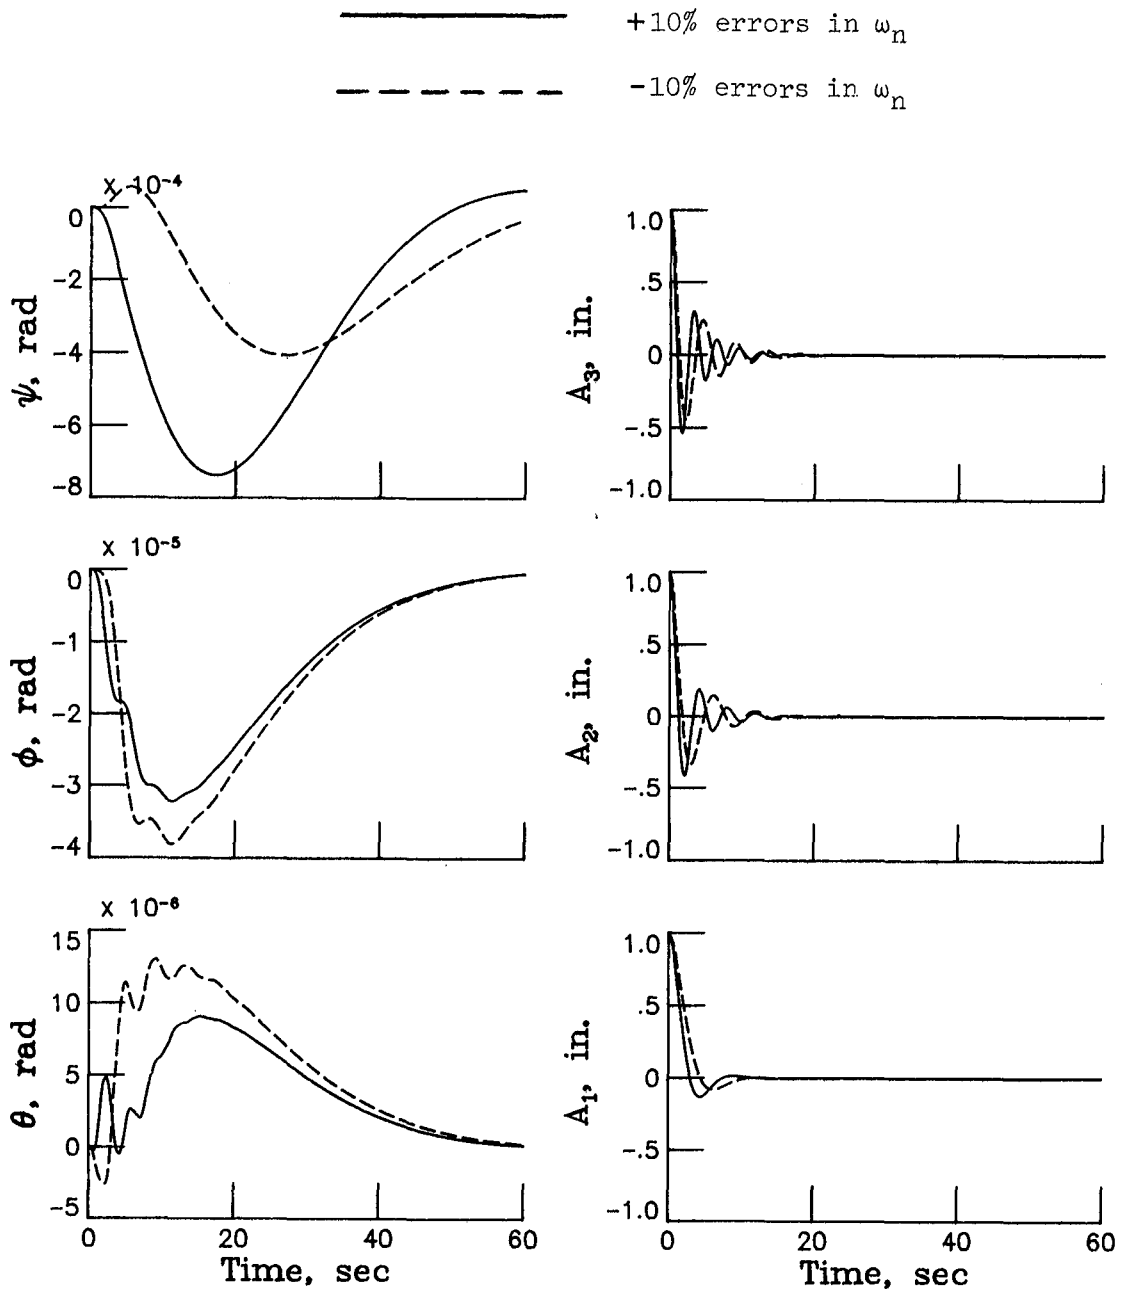 +10% errors in ωn
-10% errors in ωn
X 10-4
0
-2
-4
-6
-8
ψ, rad
1.0
.5
0
-.5
-1.0
A3, in.
X 10-5
0
-1
-2
-3
-4
ϕ, rad
1.0
.5
0
-.5
-1.0
A2, in.
X 10-6
15
10
5
0
-5
θ, rad
0 20 40 60
Time, sec
1.0
.5
0
-.5
-1.0
A1, in.
0 20 40 60
Time, sec